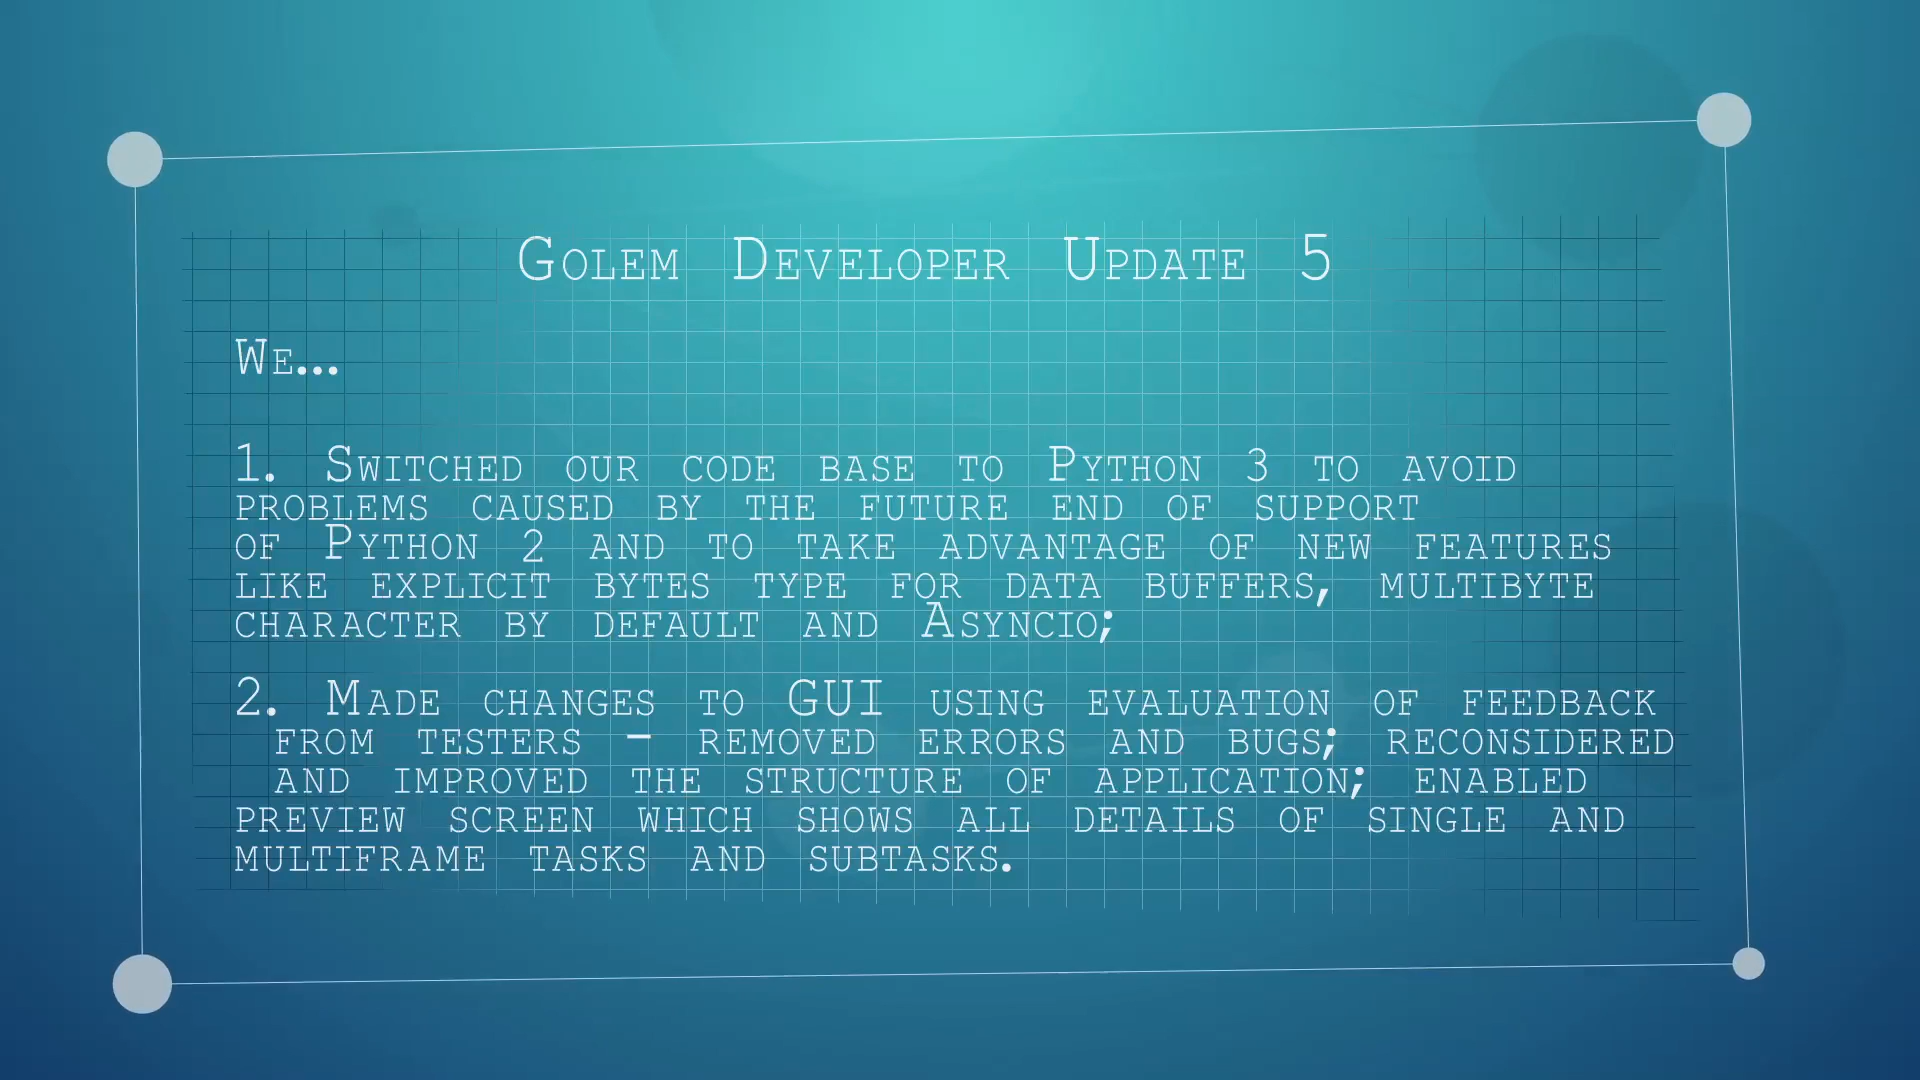 Golem Developer Update 5
We...
1. Switched our code base to Python 3 to avoid
problems caused by the future end of support
of Python 2 and to take advantage of new features
like explicit bytes type for data buffers, multibyte
character by default and Asyncio;
2. Made changes to GUI using evaluation of feedback
from testers - removed errors and bugs; reconsidered
and improved the structure of application; enabled
preview screen which shows all details of single and
multiframe tasks and subtasks.